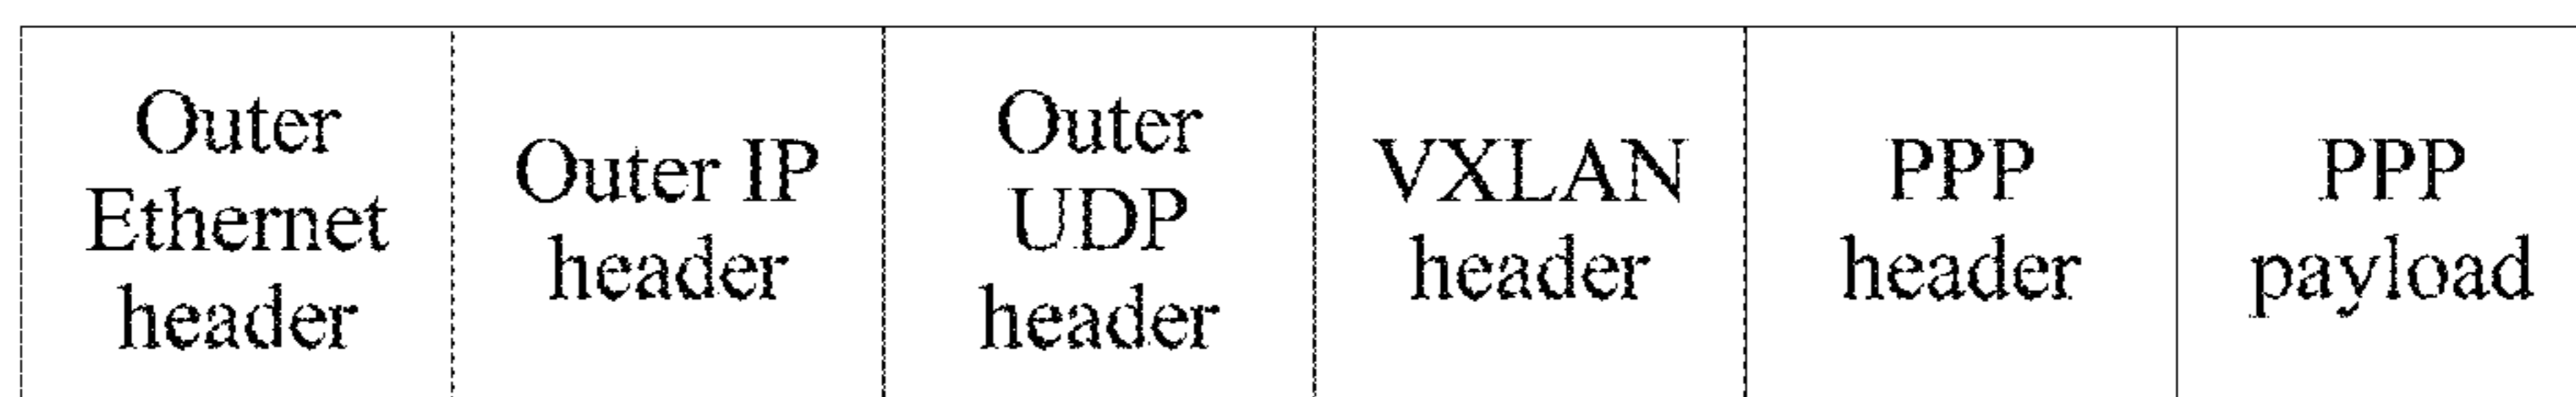 Outer
Ethernet
header
Outer IP
header
Outer
UDP
header
VXLAN
header
PPP
header
PPP
payload